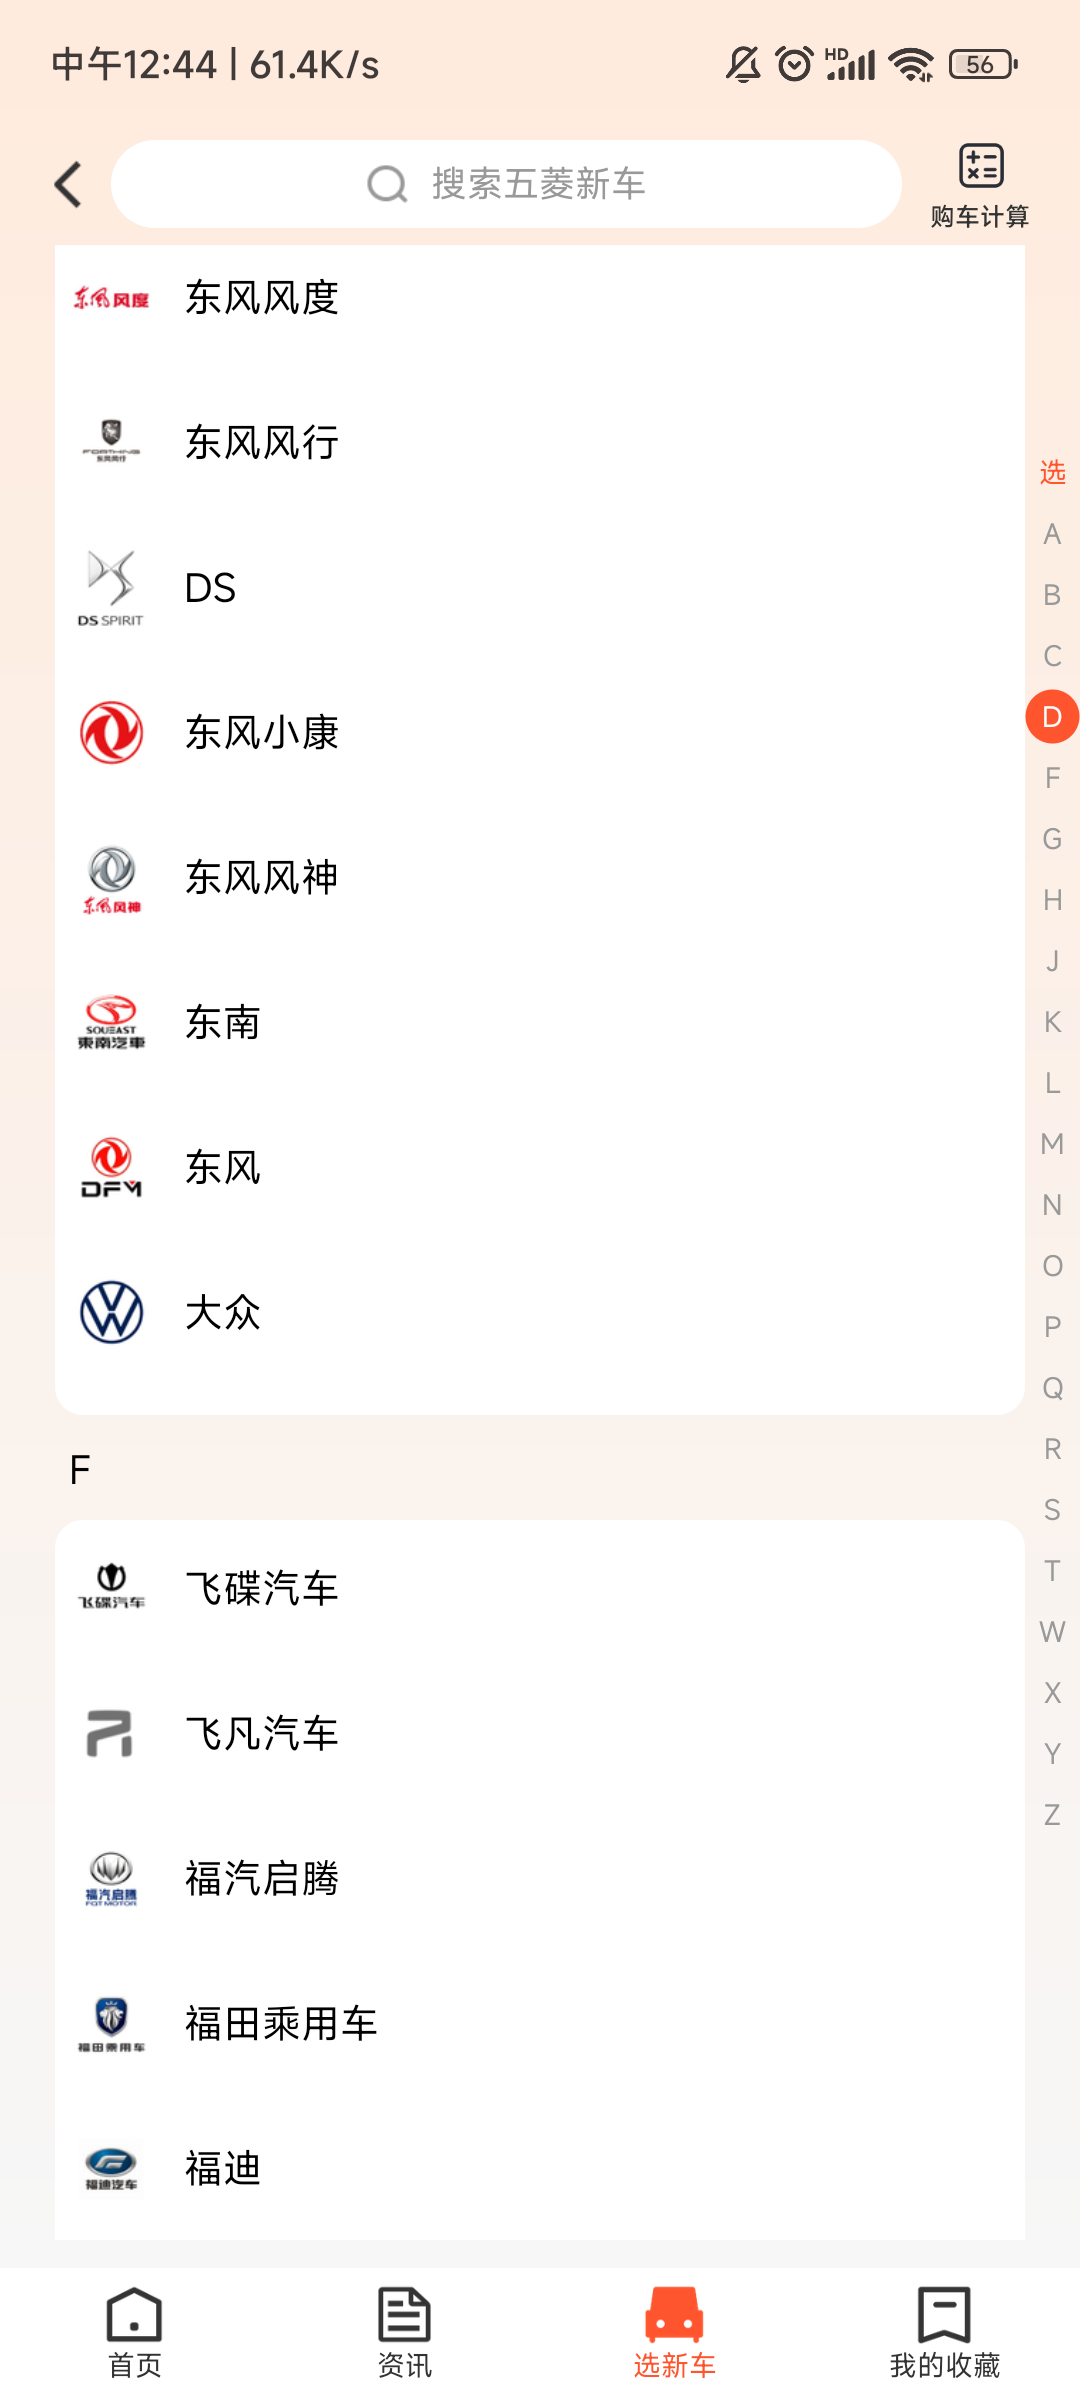 中午12:44 | 61.4K/s
HD
56
搜索五菱新车
购车计算
东风风度
东风风度
FORTHING
东风风行
东风风行
DS SPIRIT
DS
东风小康
东风风神
东风风神
SOUEAST
東南汽車
东南
DFM
东风
大众
F
飞碟汽车
飞碟汽车
飞凡汽车
福汽启腾
FQT MOTOR
福汽启腾
福田乘用车
福田乘用车
福迪汽车
福迪
选
A
B
C
D
F
G
H
J
K
L
M
N
O
P
Q
R
S
T
W
X
Y
Z
首页
资讯
选新车
我的收藏